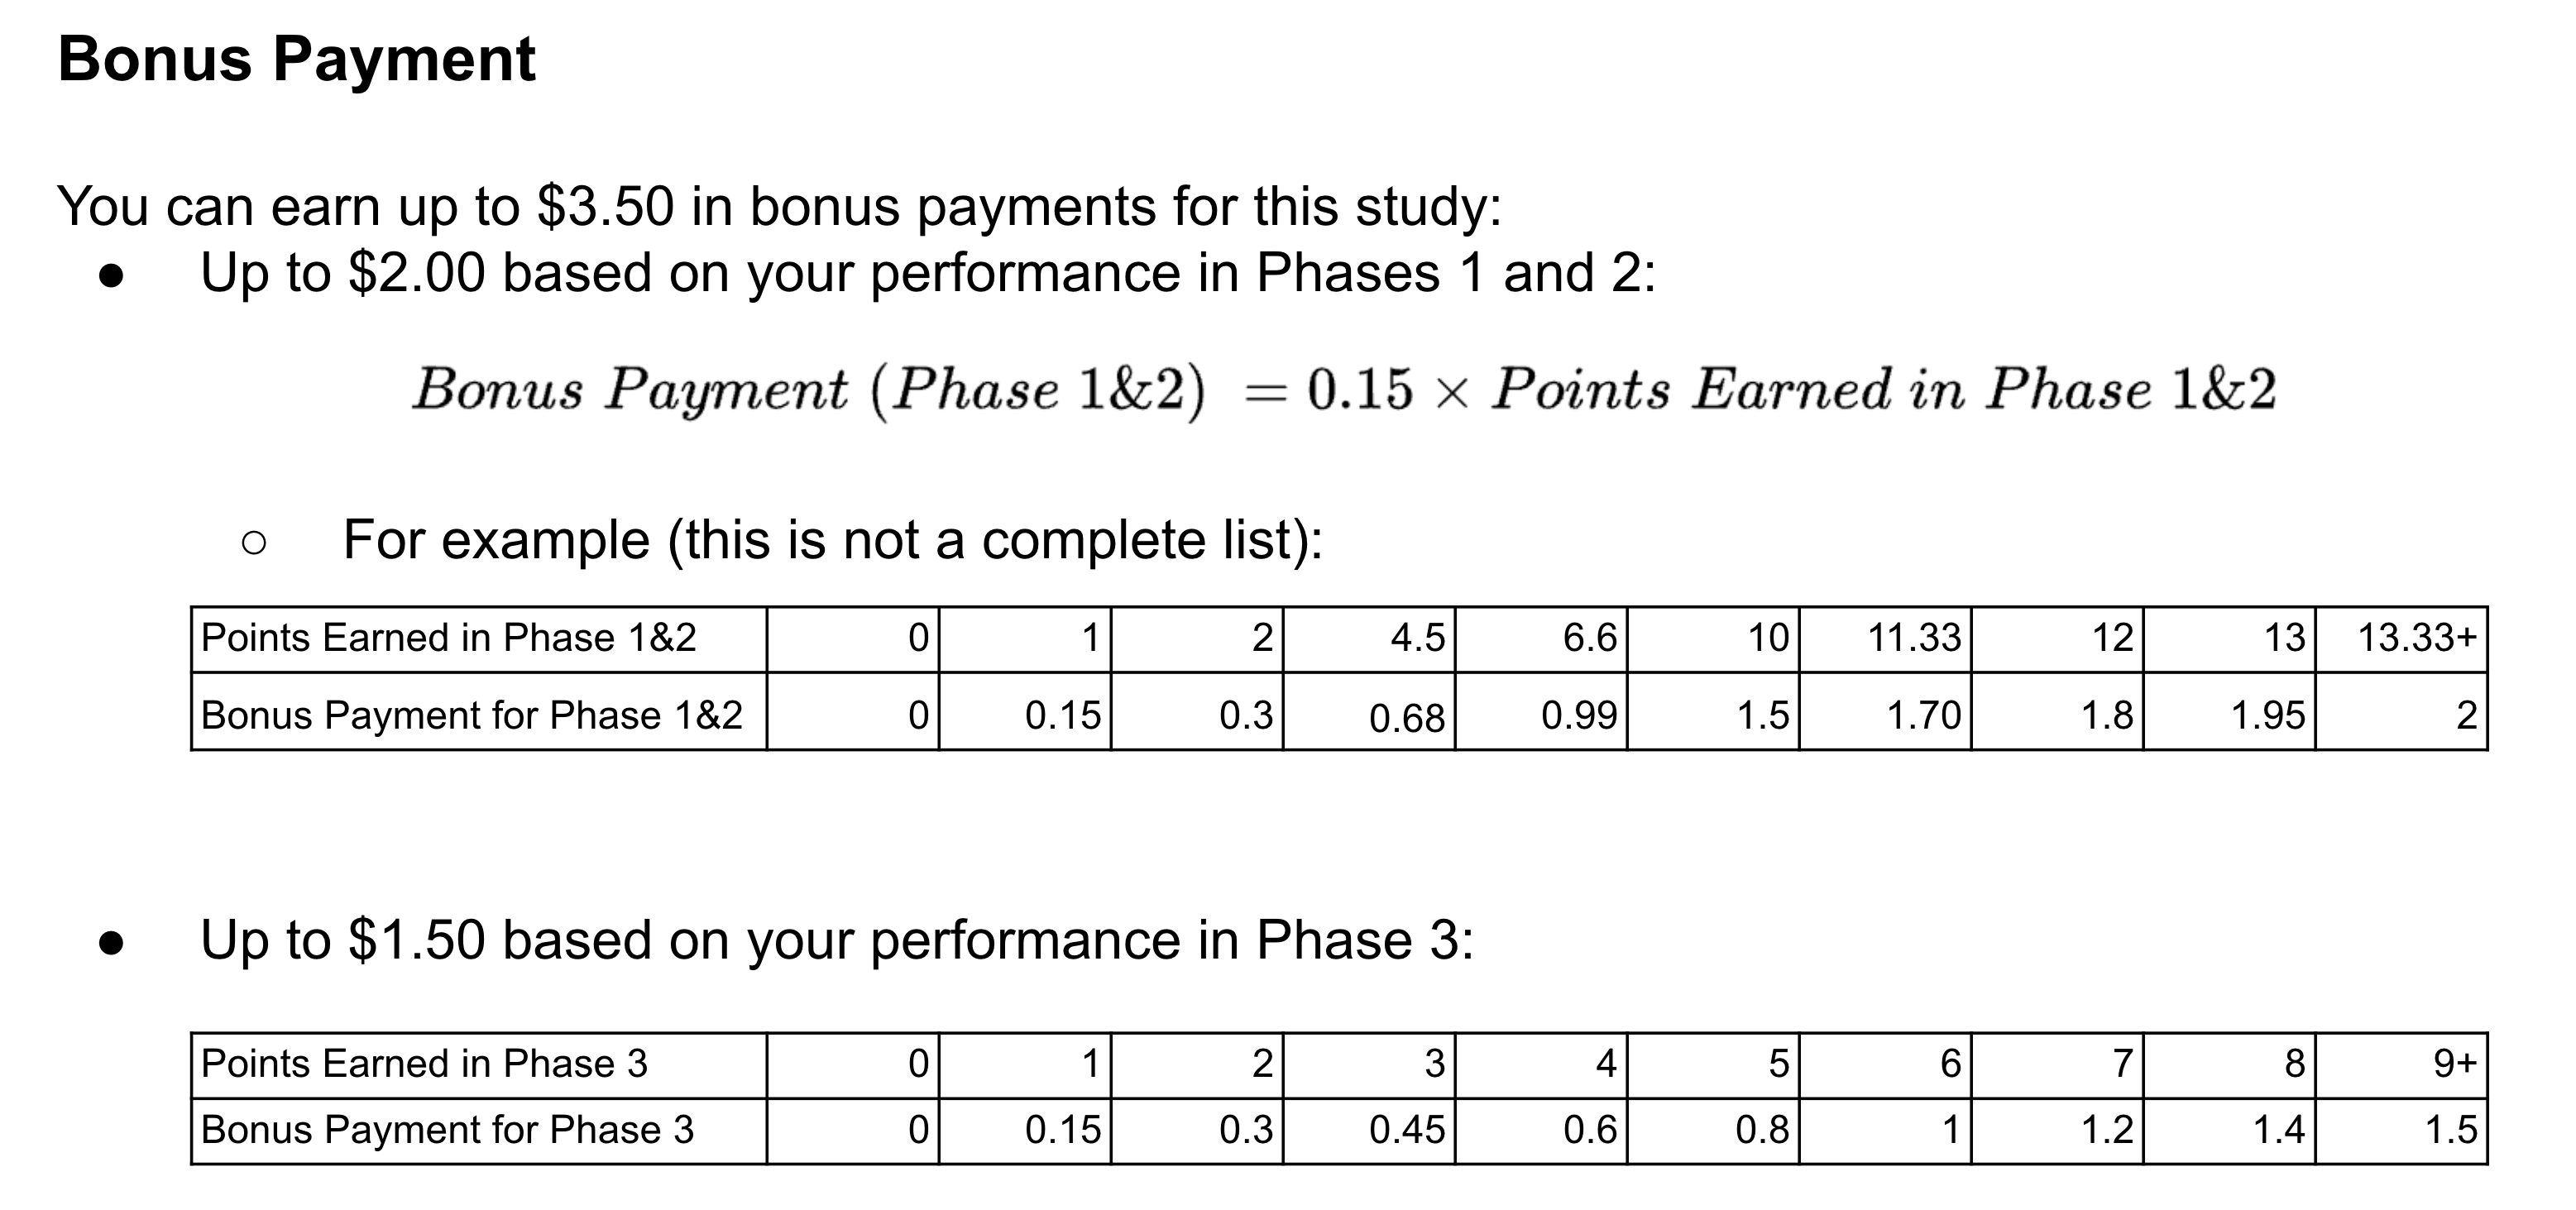 Bonus Payment
You can earn up to $3.50 in bonus payments for this study:
● Up to $2.00 based on your performance in Phases 1 and 2:
Bonus Payment (Phase 1&2) = 0.15 × Points Earned in Phase 1&2
○ For example (this is not a complete list):
Points Earned in Phase 1&2 0 1 2 4.5 6.6 10 11.33 12 13 13.33+
Bonus Payment for Phase 1&2 0 0.15 0.3 0.68 0.99 1.5 1.70 1.8 1.95 2
● Up to $1.50 based on your performance in Phase 3:
Points Earned in Phase 3 0 1 2 3 4 5 6 7 8 9+
Bonus Payment for Phase 3 0 0.15 0.3 0.45 0.6 0.8 1 1.2 1.4 1.5